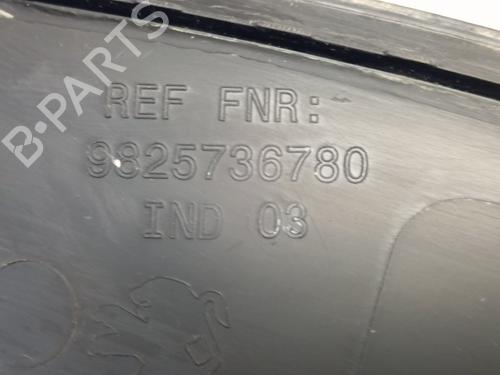 B-PARTS
REF FNR:
9825736780
IND 03